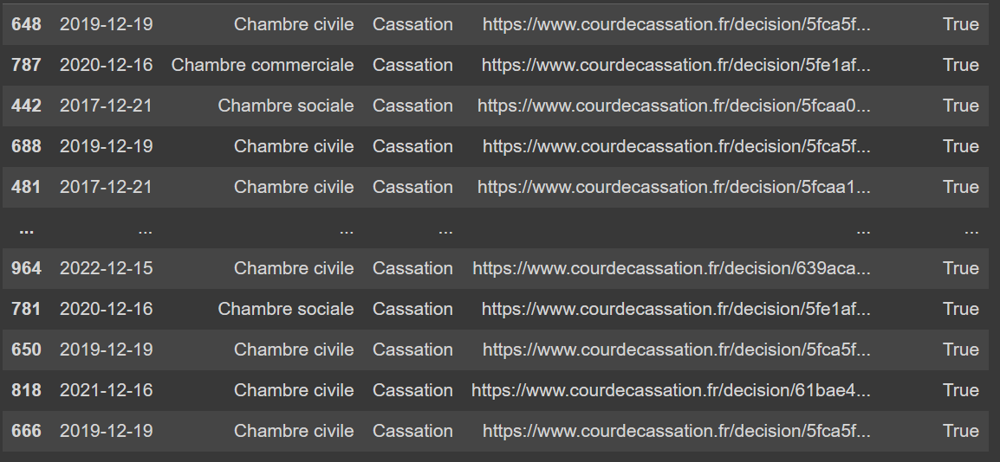 648 2019-12-19 Chambre civile Cassation https://www.courdecassation.fr/decision/5fca5f... True
787 2020-12-16 Chambre commerciale Cassation https://www.courdecassation.fr/decision/5fe1af... True
442 2017-12-21 Chambre sociale Cassation https://www.courdecassation.fr/decision/5fcaa0... True
688 2019-12-19 Chambre civile Cassation https://www.courdecassation.fr/decision/5fca5f... True
481 2017-12-21 Chambre civile Cassation https://www.courdecassation.fr/decision/5fcaa1... True
... ... ... ... ... ...
964 2022-12-15 Chambre civile Cassation https://www.courdecassation.fr/decision/639aca... True
781 2020-12-16 Chambre sociale Cassation https://www.courdecassation.fr/decision/5fe1af... True
650 2019-12-19 Chambre civile Cassation https://www.courdecassation.fr/decision/5fca5f... True
818 2021-12-16 Chambre civile Cassation https://www.courdecassation.fr/decision/61bae4... True
666 2019-12-19 Chambre civile Cassation https://www.courdecassation.fr/decision/5fca5f... True